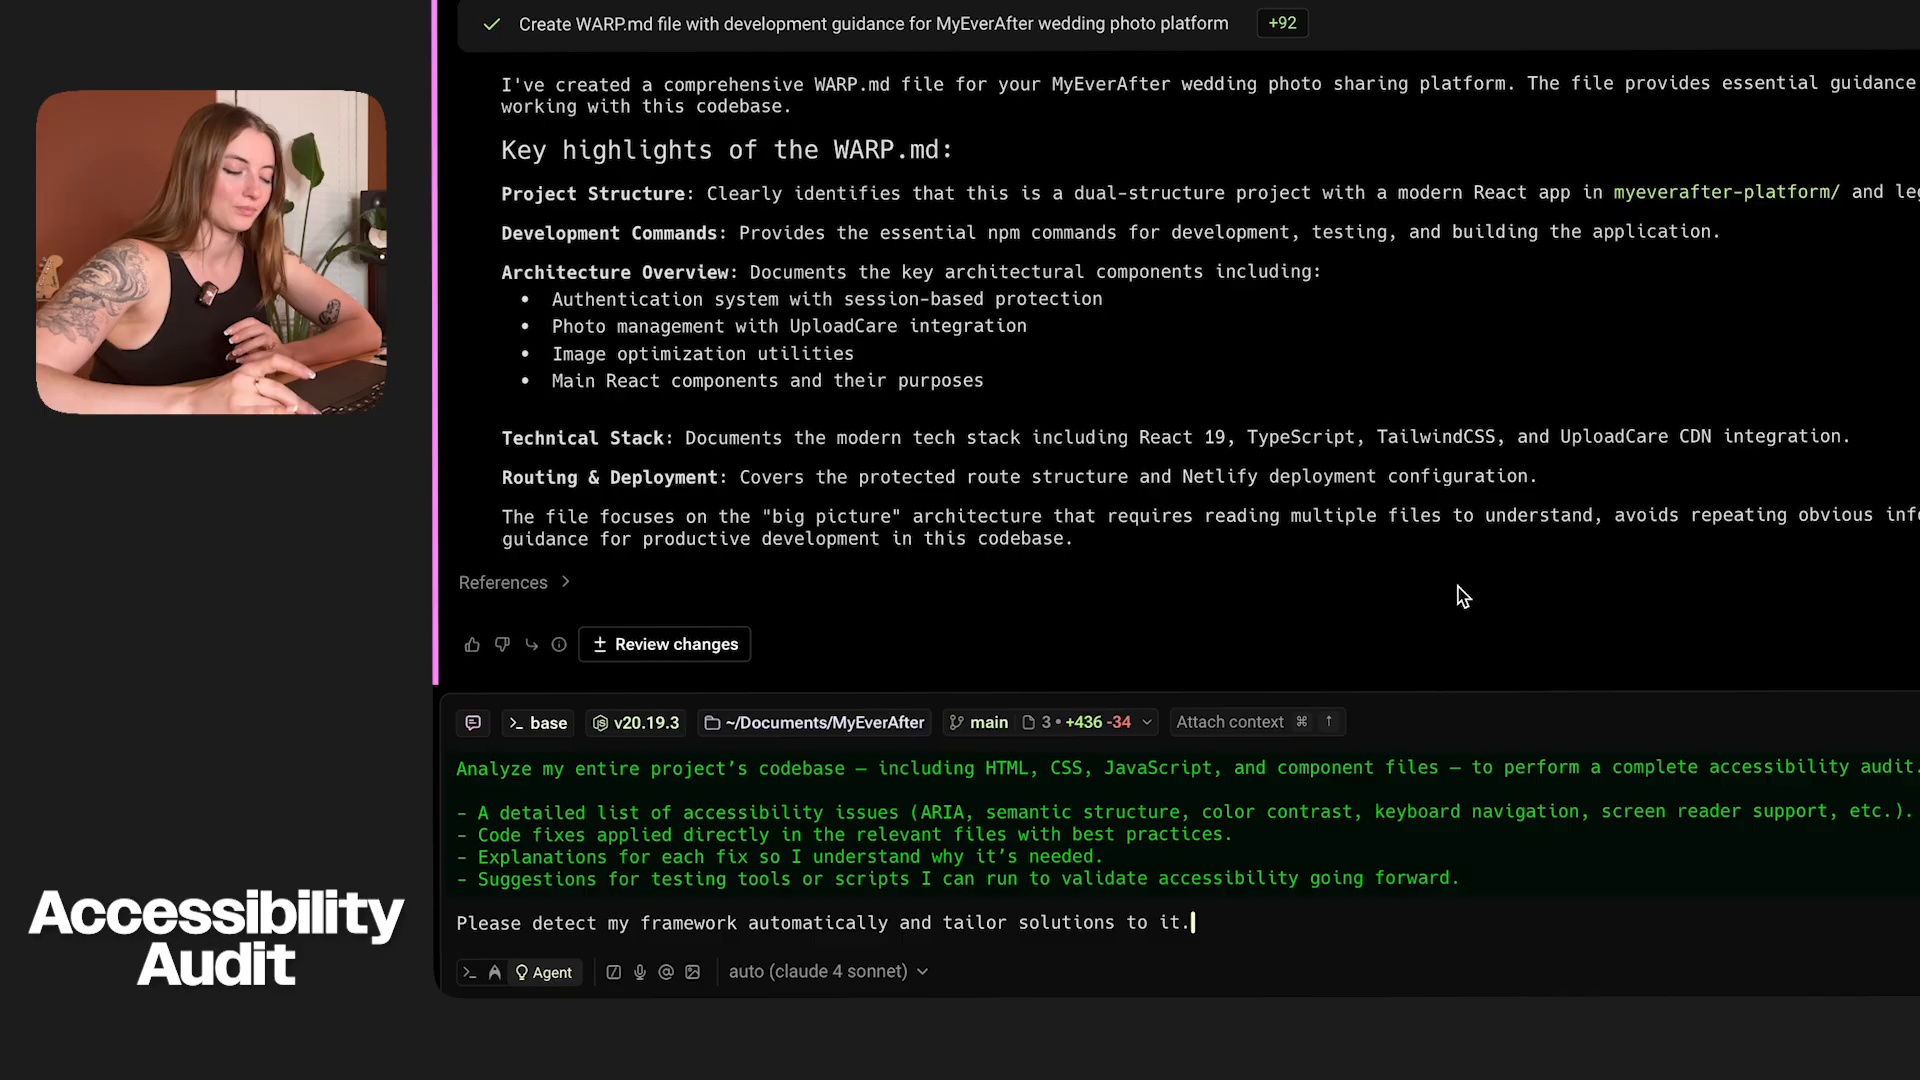 Create WARP.md file with development guidance for MyEverAfter wedding photo platform +92
I've created a comprehensive WARP.md file for your MyEverAfter wedding photo sharing platform. The file provides essential guidance
working with this codebase.
Key highlights of the WARP.md:
Project Structure: Clearly identifies that this is a dual-structure project with a modern React app in myeverafter-platform/ and
Development Commands: Provides the essential npm commands for development, testing, and building the application.
Architecture Overview: Documents the key architectural components including:
• Authentication system with session-based protection
• Photo management with UploadCare integration
• Image optimization utilities
• Main React components and their purposes
Technical Stack: Documents the modern tech stack including React 19, TypeScript, TailwindCSS, and UploadCare CDN integration.
Routing & Deployment: Covers the protected route structure and Netlify deployment configuration.
The file focuses on the "big picture" architecture that requires reading multiple files to understand, avoids repeating obvious
guidance for productive development in this codebase.
References >
± Review changes
>_ base v20.19.3 ~/Documents/MyEverAfter main 3 • +436 -34 Attach context ⌘ ↑
Analyze my entire project’s codebase — including HTML, CSS, JavaScript, and component files — to perform a complete accessibility audit.
- A detailed list of accessibility issues (ARIA, semantic structure, color contrast, keyboard navigation, screen reader support, etc.).
- Code fixes applied directly in the relevant files with best practices.
- Explanations for each fix so I understand why it’s needed.
- Suggestions for testing tools or scripts I can run to validate accessibility going forward.
Please detect my framework automatically and tailor solutions to it.
>_ Agent @ auto (claude 4 sonnet)
Accessibility
Audit